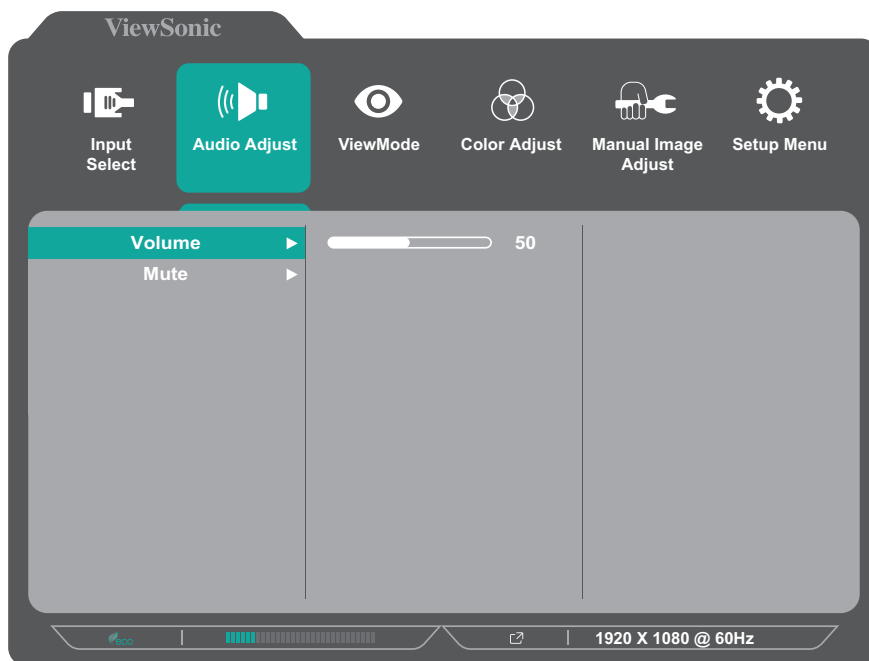 ViewSonic
Input Select
Audio Adjust
ViewMode
Color Adjust
Manual Image Adjust
Setup Menu
Volume
50
Mute
eco
1920 X 1080 @ 60Hz